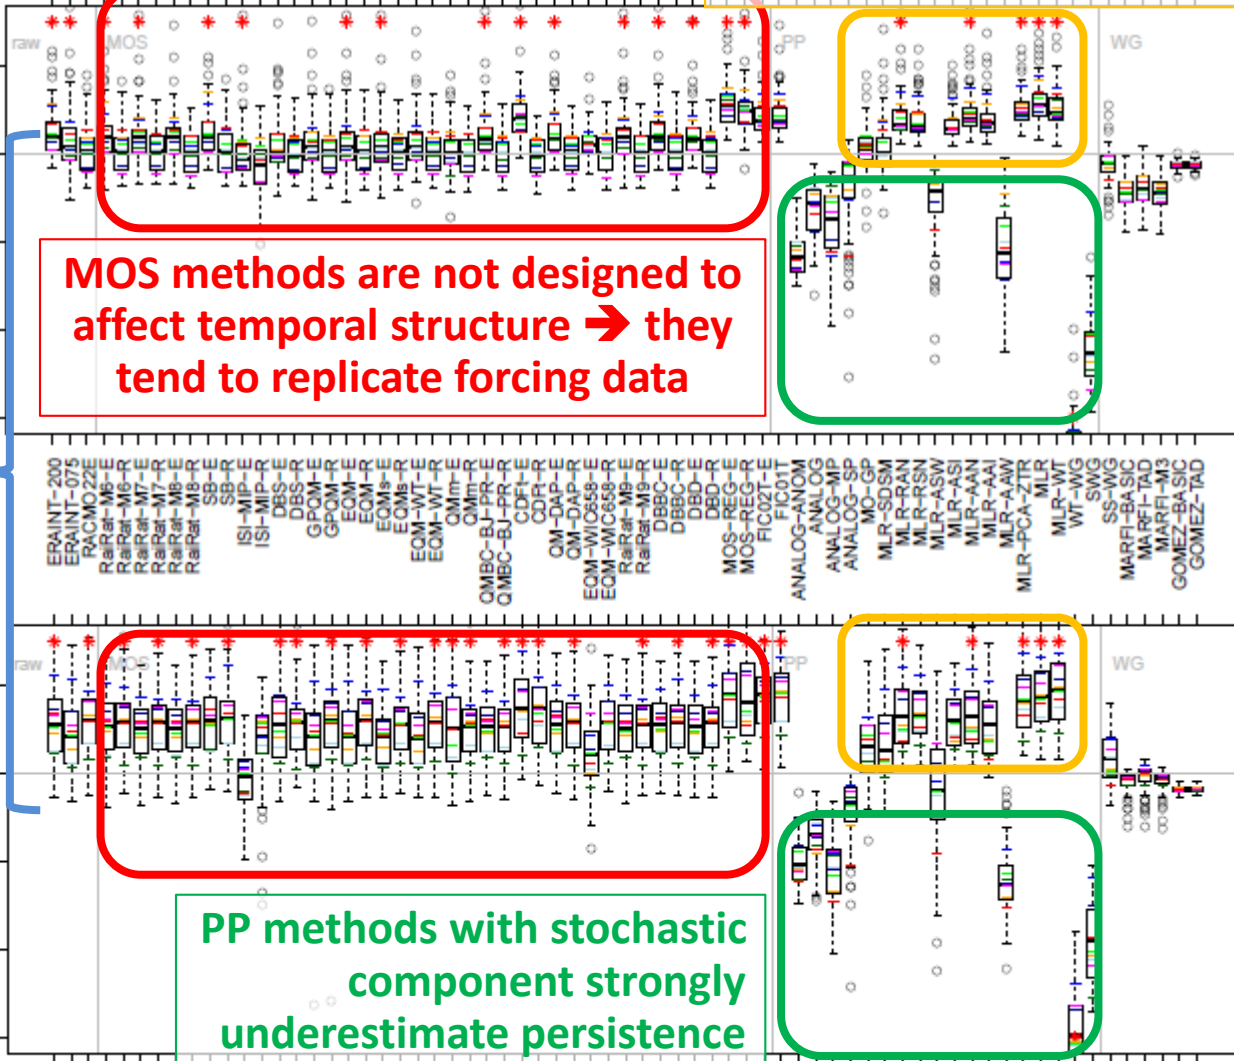 raw
MOS
PP
WG
MOS methods are not designed to
affect temporal structure ➔ they
tend to replicate forcing data
ERAINT-200
ERAINT-075
RACMO22E
RaiRat-M6-E
RaiRat-M6-R
RaiRat-M7-E
RaiRat-M7-R
RaiRat-M8-E
RaiRat-M8-R
SB-E
SB-R
ISI-MIP-E
ISI-MIP-R
DBS-E
DBS-R
GPQM-E
GPQM-R
EQM-E
EQM-R
EQMs-E
EQMs-R
EQM-WT-E
EQM-WT-R
QMm-E
QMm-R
QMBC-BJ-PR-E
QMBC-BJ-PR-R
CDFt-E
CDFt-R
QM-DAP-E
QM-DAP-R
EQM-WIC658-E
EQM-WIC658-R
RaiRat-M9-E
RaiRat-M9-R
DBBC-E
DBBC-R
DBD-E
DBD-R
MOS-REG-E
MOS-REG-R
FIC02T-E
FIC01T
ANALOG-ANOM
ANALOG
ANALOG-MP
ANALOG-SP
MO-GP
MLR-SDSM
MLR-RAN
MLR-RSN
MLR-ASW
MLR-ASI
MLR-AAN
MLR-AAI
MLR-AAW
MLR-PCA-ZTR
MLR
MLR-WT
WT-WG
SWG
SS-WG
MARFI-BASIC
MARFI-TAD
MARFI-M3
GOMEZ-BASIC
GOMEZ-TAD
raw
MOS
PP
WG
PP methods with stochastic
component strongly
underestimate persistence